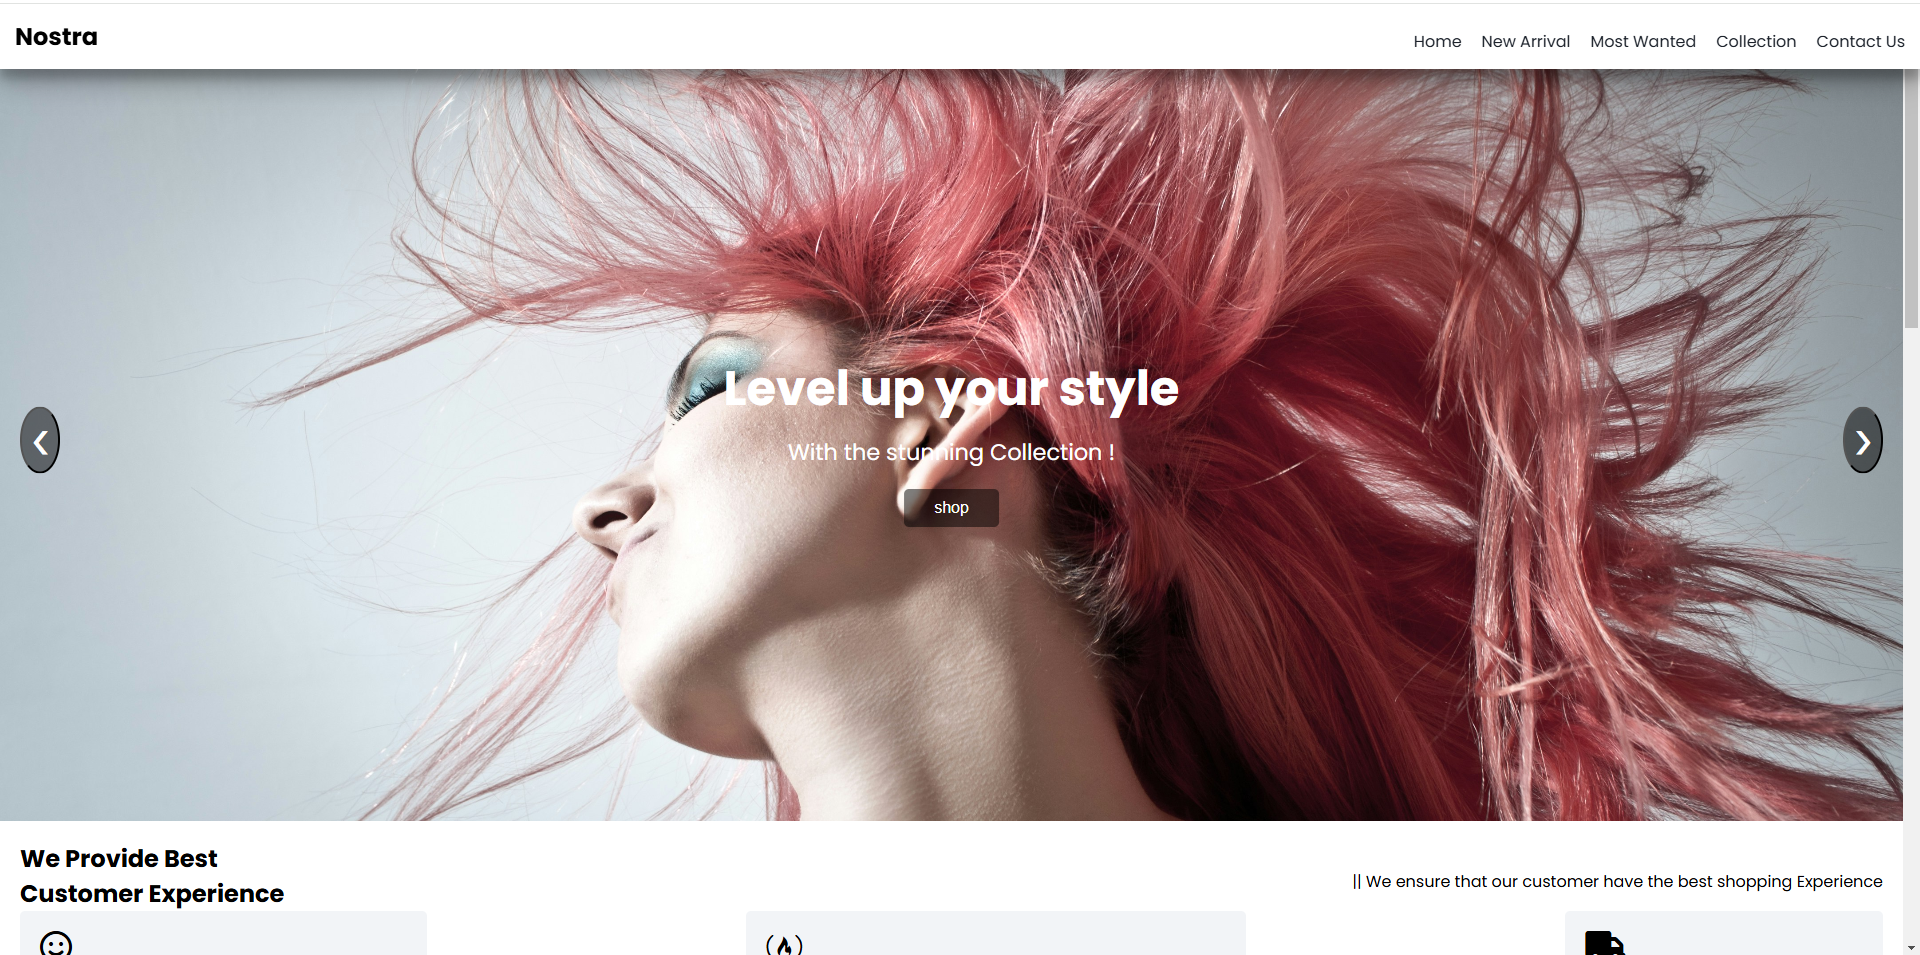 Nostra
Home New Arrival Most Wanted Collection Contact Us
Level up your style
With the stunning Collection !
shop
We Provide Best
Customer Experience
|| We ensure that our customer have the best shopping Experience